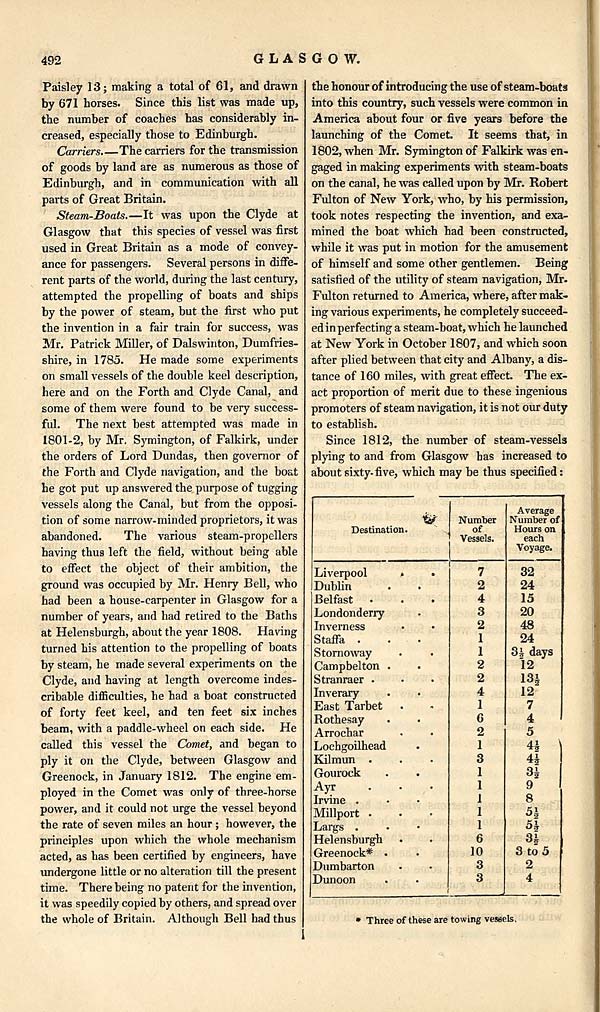 492
GLASGOW.
Paisley 13; making a total of 61, and drawn
by 671 horses. Since this list was made up,
the number of coaches has considerably in-
creased, especially those to Edinburgh.
Carriers.—The carriers for the transmission
of goods by land are as numerous as those of
Edinburgh, and in communication with all
parts of Great Britain.
Steam-Boats.—It was upon the Clyde at
Glasgow that this species of vessel was first
used in Great Britain as a mode of convey-
ance for passengers. Several persons in diffe-
rent parts of the world, during the last century,
attempted the propelling of boats and ships
by the power of steam, but the first who put
the invention in a fair train for success, was
Mr. Patrick Miller, of Dalswinton, Dumfries-
shire, in 1785. He made some experiments
on small vessels of the double keel description,
here and on the Forth and Clyde Canal, and
some of them were found to be very success-
ful. The next best attempted was made in
1801-2, by Mr. Symington, of Falkirk, under
the orders of Lord Dundas, then governor of
the Forth and Clyde navigation, and the boat
he got put up answered the purpose of tugging
vessels along the Canal, but from the opposi-
tion of some narrow-minded proprietors, it was
abandoned. The various steam-propellers
having thus left the field, without being able
to effect the object of their ambition, the
ground was occupied by Mr. Henry Bell, who
had been a house-carpenter in Glasgow for a
number of years, and had retired to the Baths
at Helensburgh, about the year 1808. Having
turned his attention to the propelling of boats
by steam, he made several experiments on the
Clyde, and having at length overcome indes-
cribable difficulties, he had a boat constructed
of forty feet keel, and ten feet six inches
beam, with a paddle-wheel on each side. He
called this vessel the Comet, and began to
ply it on the Clyde, between Glasgow and
Greenock, in January 1812. The engine em-
ployed in the Comet was only of three-horse
power, and it could not urge the vessel beyond
the rate of seven miles an hour; however, the
principles upon which the whole mechanism
acted, as has been certified by engineers, have
undergone little or no alteration till the present
time. There being no patent for the invention,
it was speedily copied by others, and spread over
the whole of Britain. Although Bell had thus
the honour of introducing the use of steam-boats
into this country, such vessels were common in
America about four or five years before the
launching of the Comet. It seems that, in
1802, when Mr. Symington of Falkirk was en-
gaged in making experiments with steam-boats
on the canal, he was called upon by Mr. Robert
Fulton of New York, who, by his permission,
took notes respecting the invention, and exa-
mined the boat which had been constructed,
while it was put in motion for the amusement
of himself and some other gentlemen. Being
satisfied of the utility of steam navigation, Mr.
Fulton returned to America, where, after mak-
ing various experiments, he completely succeed-
ed in perfecting a steam-boat, which he launched
at New York in October 1807, and which soon
after plied between that city and Albany, a dis-
tance of 160 miles, with great effect. The ex-
act proportion of merit due to these ingenious
promoters of steam navigation, it is not our duty
to establish.
Since 1812, the number of steam-vessels
plying to and from Glasgow has increased to
about sixty-five, which may be thus specified:
Destination. Number of Vessels. Average Number of Hours on each Voyage.
Liverpool . . 7 32
Dublin . . 2 24
Belfast . . . 4 15
Londonderry . 3 20
Inverness . . 2 48
Staffa . . . 1 24
Stornoway . . 1 3½ days
Campbelton . . 2 12
Stranraer . . . 2 13½
Inverary . . 4 12
East Tarbet . . 1 7
Rothesay . . 6 4
Arrochar . . 2 5
Lochgoilhead . 1 4½
Kilmun . . . 3 4½
Gourock . . 1 3½
Ayr . . . 1 9
Irvine . . . 1 8
Millport . . . 1 5½
Largs . . . 1 5½
Helensburgh . . 6 3½
Greenock* . . 10 3 to 5
Dumbarton . . 3 2
Dunoon . . 3 4
* Three of these are towing vessels.